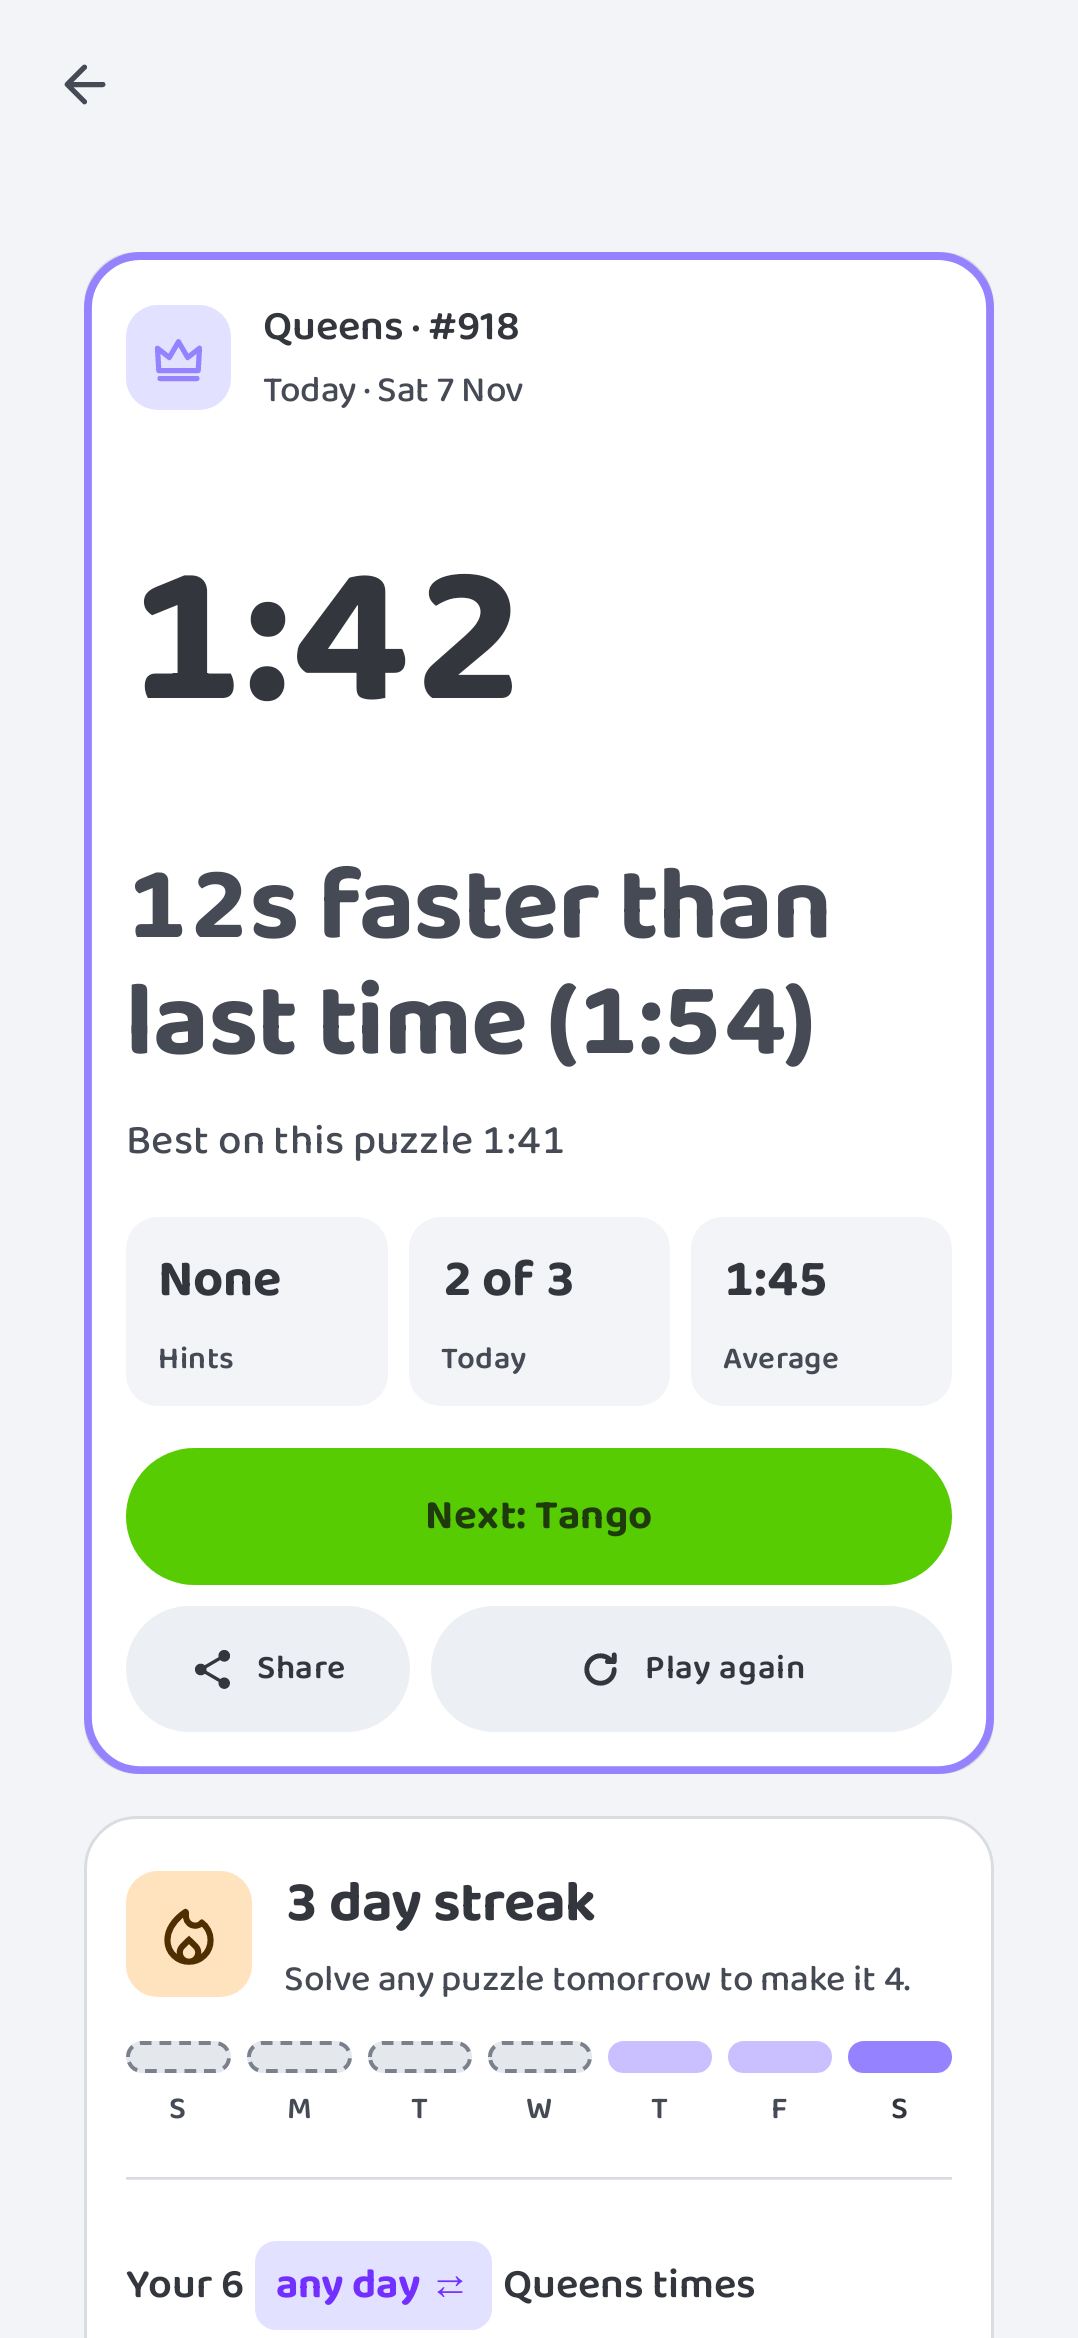 Queens · #918
Today · Sat 7 Nov
1:42
12s faster than
last time (1:54)
Best on this puzzle 1:41
None
Hints
2 of 3
Today
1:45
Average
Next: Tango
Share
Play again
3 day streak
Solve any puzzle tomorrow to make it 4.
S M T W T F S
Your 6 any day ⇄ Queens times